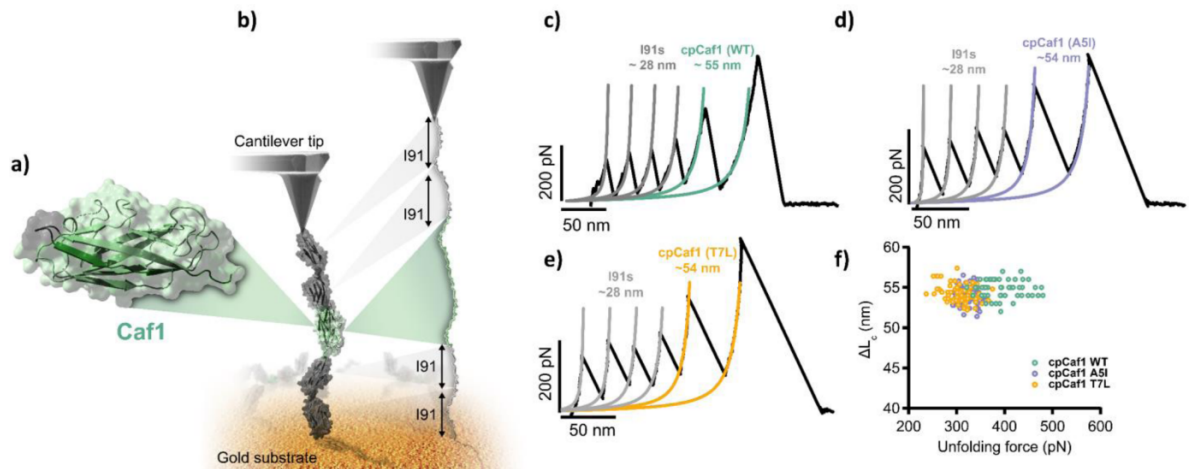 a)
Caf1
b)
Cantilever tip
I91
I91
I91
I91
Gold substrate
c)
I91s
~ 28 nm
cpCaf1 (WT)
~ 55 nm
200 pN
50 nm
d)
I91s
~28 nm
cpCaf1 (A5I)
~54 nm
200 pN
50 nm
e)
I91s
~28 nm
cpCaf1 (T7L)
~54 nm
200 pN
50 nm
f)
60
55
50
45
40
ΔLc (nm)
cpCaf1 WT
cpCaf1 A5I
cpCaf1 T7L
200 300 400 500 600
Unfolding force (pN)